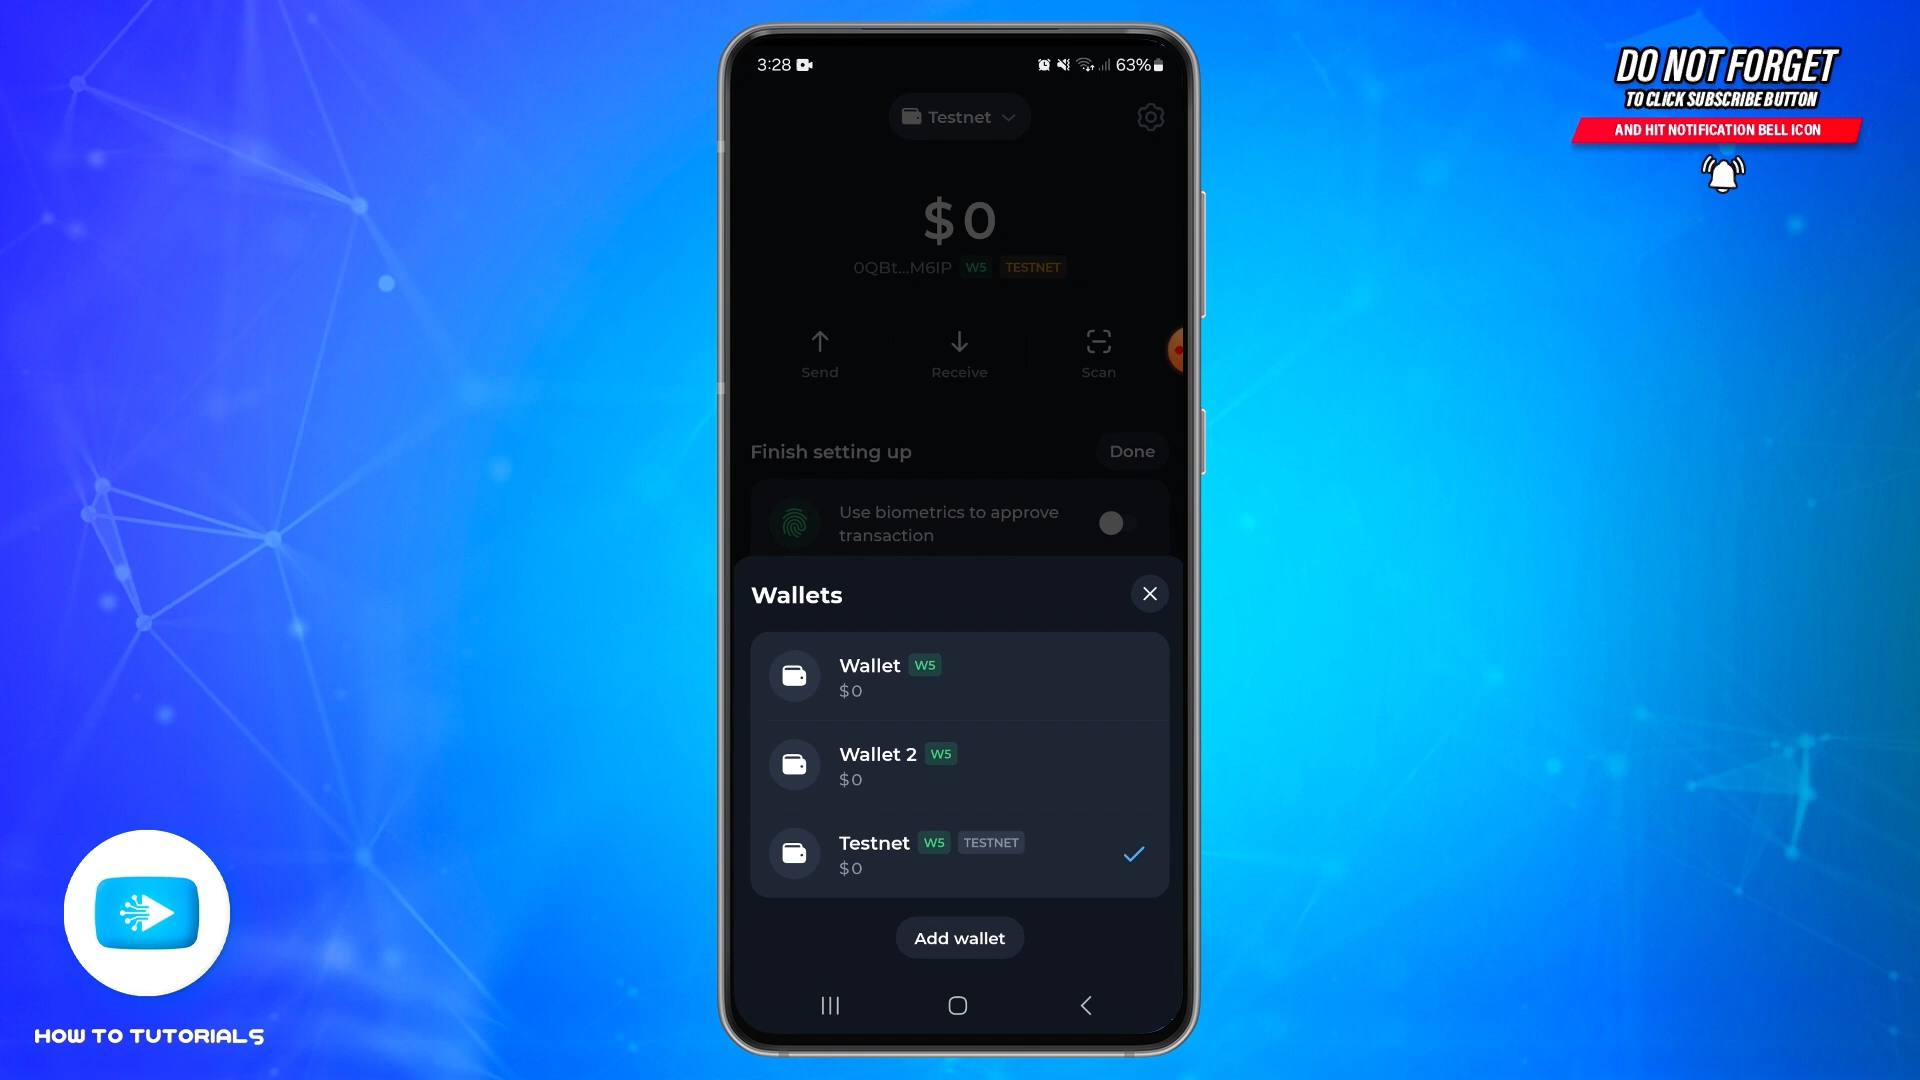 3:28
63%
Testnet
$0
0QBt...M6IP W5 TESTNET
Send
Receive
Scan
Finish setting up
Done
Use biometrics to approve
transaction
Wallets
Wallet W5
$0
Wallet 2 W5
$0
Testnet W5 TESTNET
$0
Add wallet
DO NOT FORGET
TO CLICK SUBSCRIBE BUTTON
AND HIT NOTIFICATION BELL ICON
HOW TO TUTORIALS